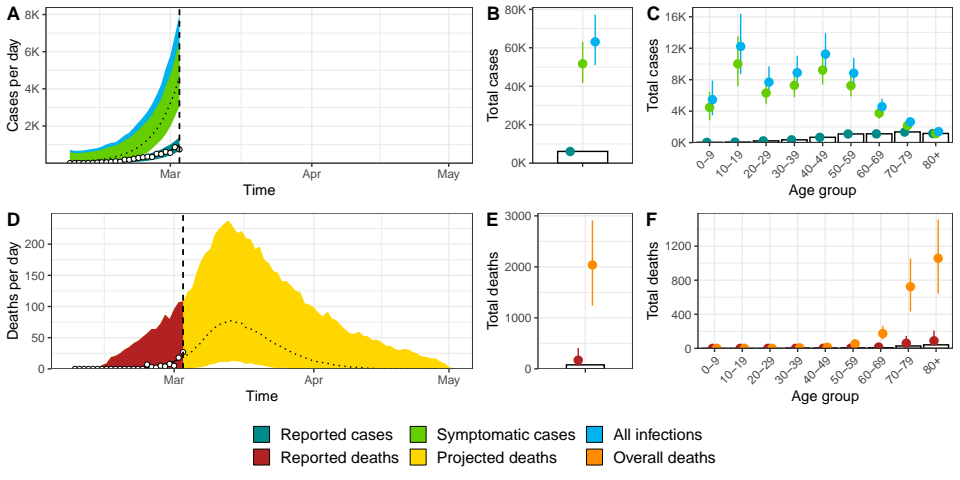 A
8K
6K
4K
2K
Cases per day
Mar
Apr
May
Time
B
80K
60K
40K
20K
0K
Total cases
C
16K
12K
8K
4K
0K
Total cases
0−9
10−19
20−29
30−39
40−49
50−59
60−69
70−79
80+
Age group
D
200
150
100
50
0
Deaths per day
Mar
Apr
May
Time
E
3000
2000
1000
0
Total deaths
F
1200
800
400
0
Total deaths
0−9
10−19
20−29
30−39
40−49
50−59
60−69
70−79
80+
Age group
Reported cases
Symptomatic cases
All infections
Reported deaths
Projected deaths
Overall deaths